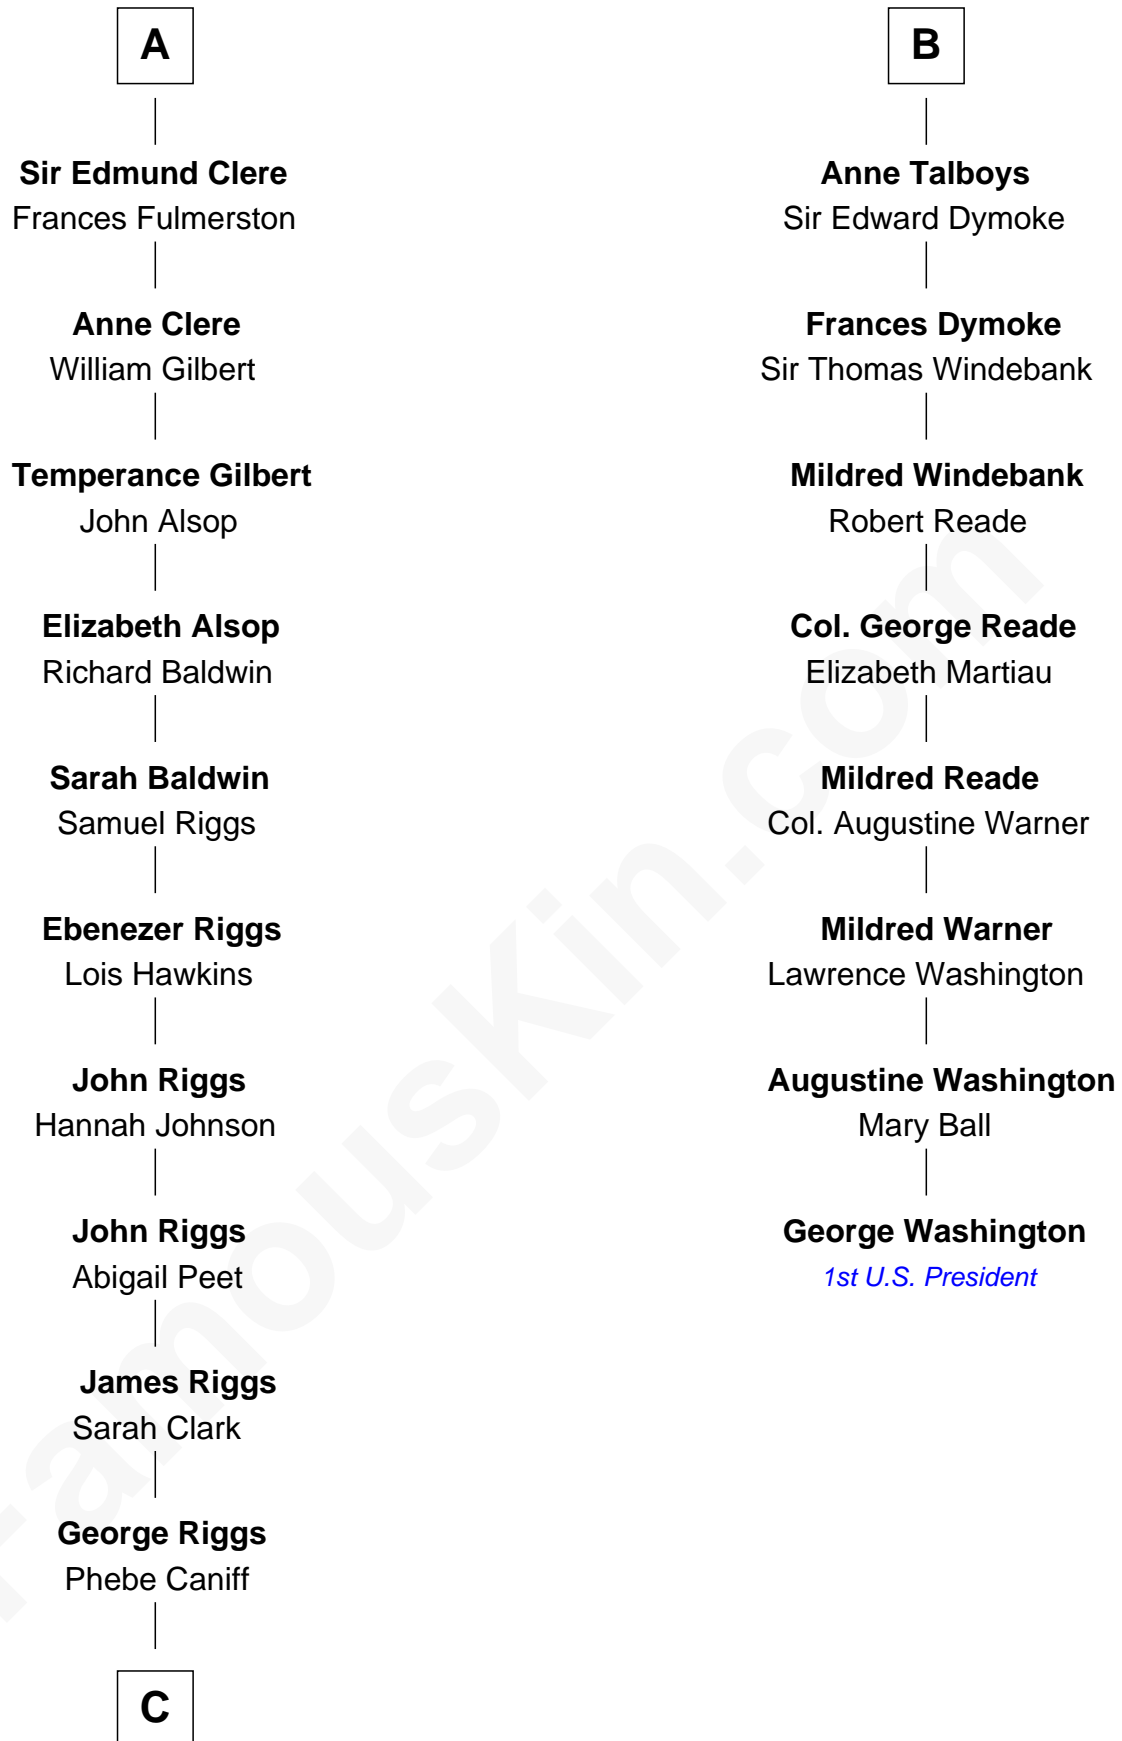 A
Sir Edmund Clere
Frances Fulmerston
Anne Clere
William Gilbert
Temperance Gilbert
John Alsop
Elizabeth Alsop
Richard Baldwin
Sarah Baldwin
Samuel Riggs
Ebenezer Riggs
Lois Hawkins
John Riggs
Hannah Johnson
John Riggs
Abigail Peet
James Riggs
Sarah Clark
George Riggs
Phebe Caniff
C
B
Anne Talboys
Sir Edward Dymoke
Frances Dymoke
Sir Thomas Windebank
Mildred Windebank
Robert Reade
Col. George Reade
Elizabeth Martiau
Mildred Reade
Col. Augustine Warner
Mildred Warner
Lawrence Washington
Augustine Washington
Mary Ball
George Washington
1st U.S. President
FamousKin.com